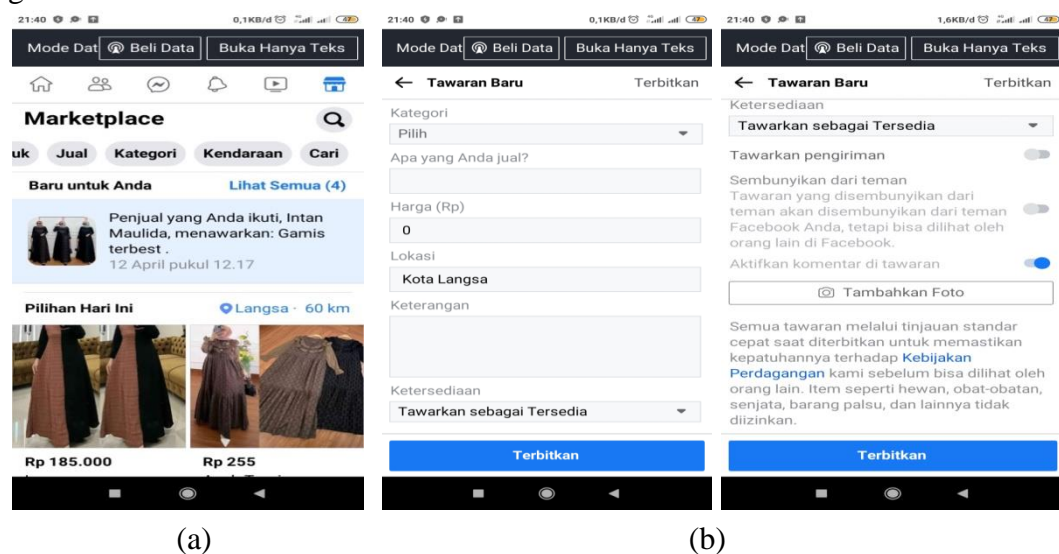 21:40
0,1KB/d
47
Mode Dat Beli Data Buka Hanya Teks
Marketplace
uk Jual Kategori Kendaraan Cari
Baru untuk Anda Lihat Semua (4)
Penjual yang Anda ikuti, Intan
Maulida, menawarkan: Gamis
terbest .
12 April pukul 12.17
Pilihan Hari Ini Langsa · 60 km
Rp 185.000 Rp 255
21:40
0,1KB/d
Mode Dat Beli Data Buka Hanya Teks
← Tawaran Baru Terbitkan
Kategori
Pilih
Apa yang Anda jual?
Harga (Rp)
0
Lokasi
Kota Langsa
Keterangan
Ketersediaan
Tawarkan sebagai Tersedia
Terbitkan
21:40
1,6KB/d
Mode Dat Beli Data Buka Hanya Teks
← Tawaran Baru Terbitkan
Ketersediaan
Tawarkan sebagai Tersedia
Tawarkan pengiriman
Sembunyikan dari teman
Tawaran yang disembunyikan dari
teman akan disembunyikan dari teman
Facebook Anda, tetapi bisa dilihat oleh
orang lain di Facebook.
Aktifkan komentar di tawaran
Tambahkan Foto
Semua tawaran melalui tinjauan standar
cepat saat diterbitkan untuk memastikan
kepatuhannya terhadap Kebijakan
Perdagangan kami sebelum bisa dilihat oleh
orang lain. Item seperti hewan, obat-obatan,
senjata, barang palsu, dan lainnya tidak
diizinkan.
Terbitkan
(a) (b)